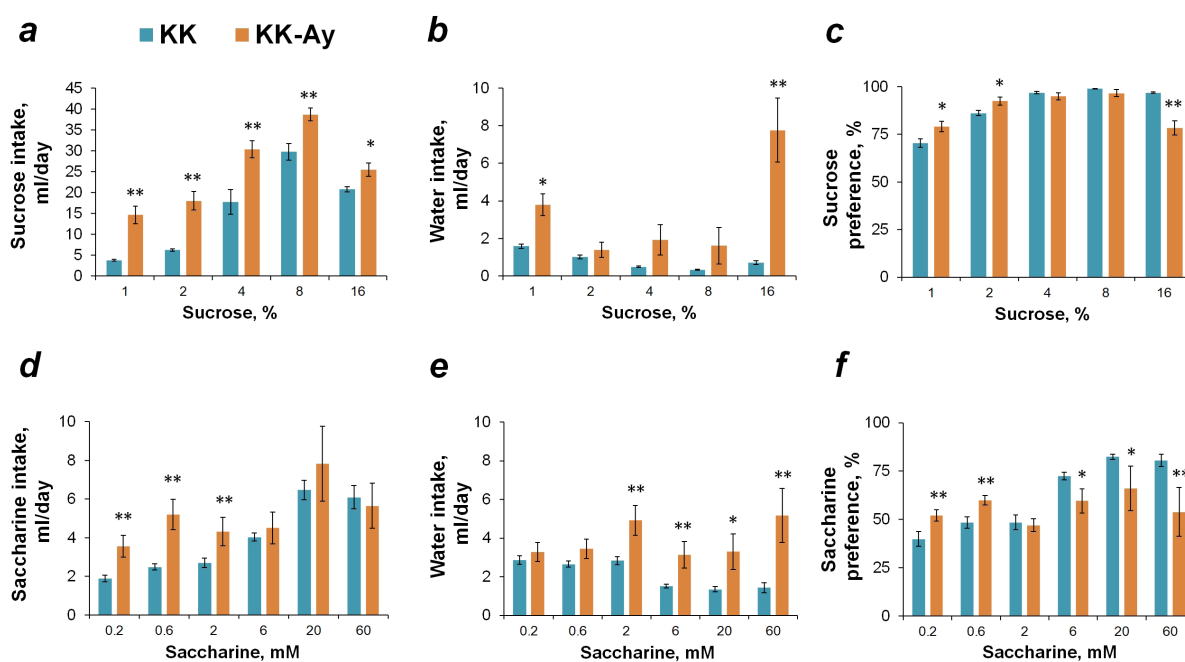 a
KK
KK-Ay
Sucrose intake,
ml/day
45
40
35
30
25
20
15
10
5
0
**
**
**
**
*
1 2 4 8 16
Sucrose, %
b
Water intake,
ml/day
10
8
6
4
2
0
*
**
1 2 4 8 16
Sucrose, %
c
Sucrose
preference, %
100
75
50
25
0
*
*
**
1 2 4 8 16
Sucrose, %
d
Saccharine intake,
ml/day
10
8
6
4
2
0
**
**
**
0.2 0.6 2 6 20 60
Saccharine, mM
e
Water intake,
ml/day
10
8
6
4
2
0
**
**
*
**
0.2 0.6 2 6 20 60
Saccharine, mM
f
Saccharine
preference, %
100
75
50
25
0
**
**
*
*
**
0.2 0.6 2 6 20 60
Saccharine, mM